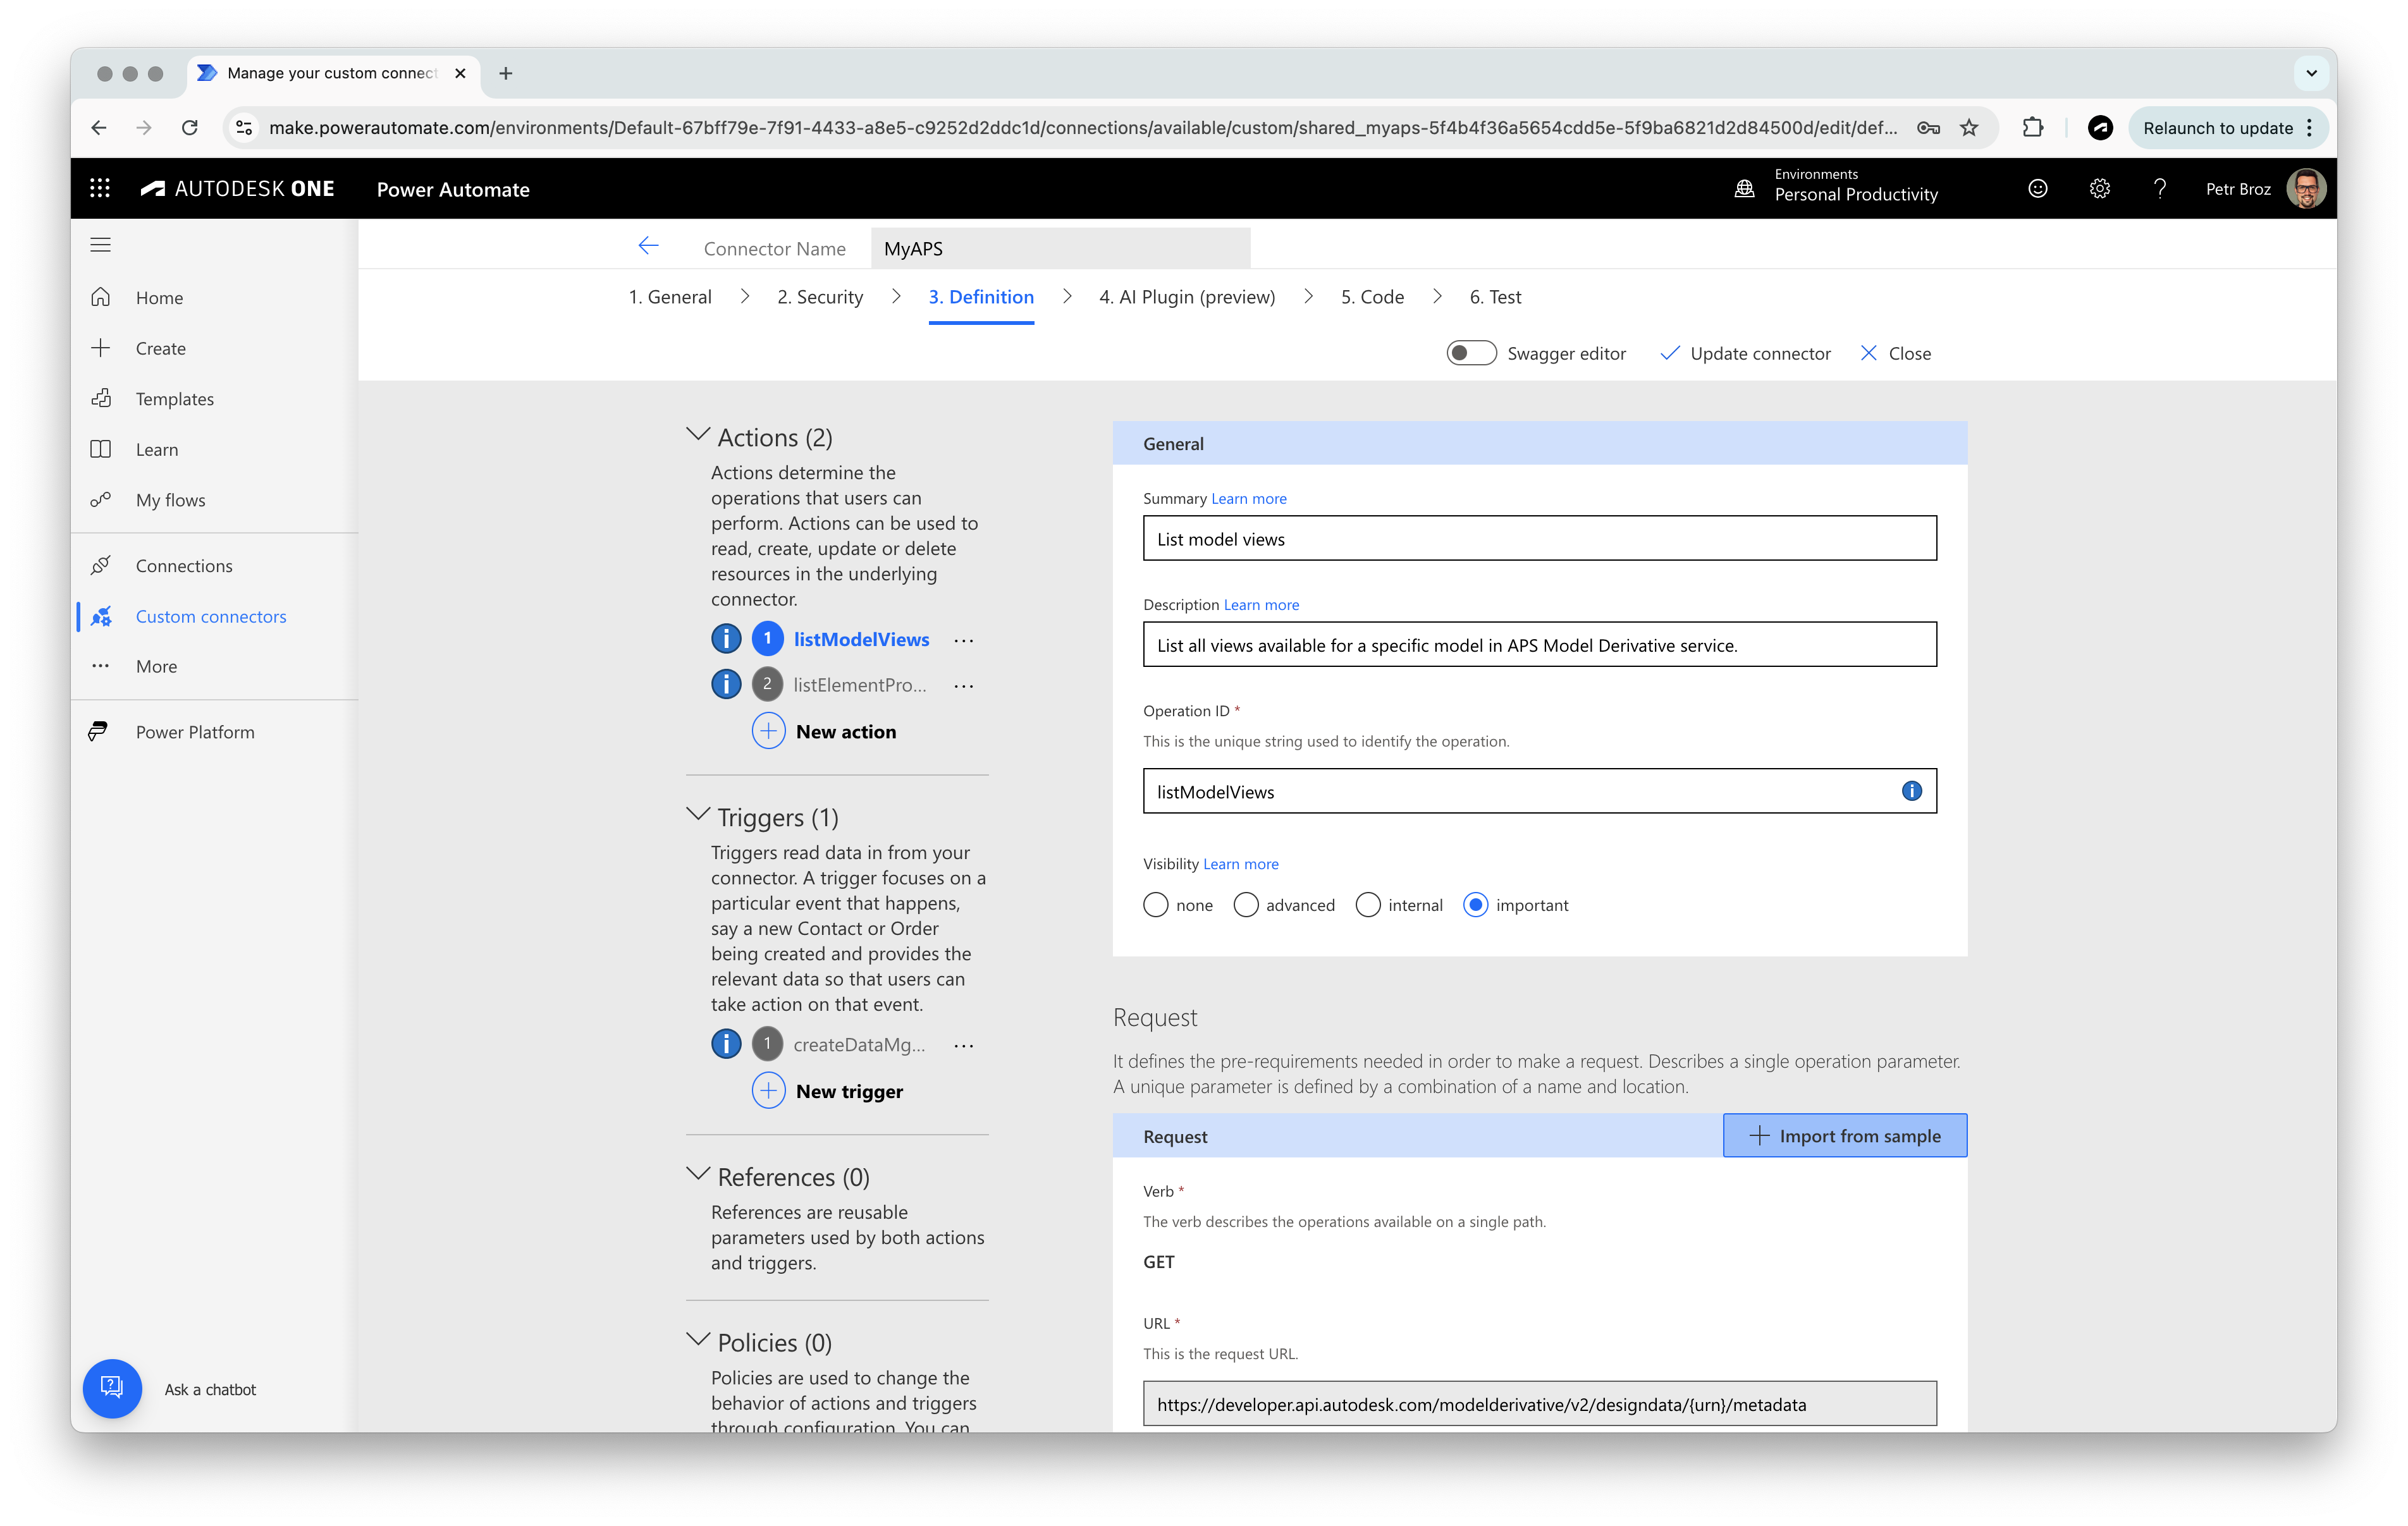 Manage your custom connect
make.powerautomate.com/environments/Default-67bff79e-7f91-4433-a8e5-c9252d2ddc1d/connections/available/custom/shared_myaps-5f4b4f36a5654cdd5e-5f9ba6821d2d84500d/edit/def...
Relaunch to update
AUTODESK ONE
Power Automate
Environments
Personal Productivity
Petr Broz
Home
Create
Templates
Learn
My flows
Connections
Custom connectors
More
Power Platform
Ask a chatbot
Connector Name
MyAPS
1. General
2. Security
3. Definition
4. AI Plugin (preview)
5. Code
6. Test
Swagger editor
Update connector
Close
Actions (2)
Actions determine the
operations that users can
perform. Actions can be used to
read, create, update or delete
resources in the underlying
connector.
1 listModelViews ...
2 listElementPro... ...
New action
Triggers (1)
Triggers read data in from your
connector. A trigger focuses on a
particular event that happens,
say a new Contact or Order
being created and provides the
relevant data so that users can
take action on that event.
1 createDataMg... ...
New trigger
References (0)
References are reusable
parameters used by both actions
and triggers.
Policies (0)
Policies are used to change the
behavior of actions and triggers
through configuration. You can
General
Summary Learn more
List model views
Description Learn more
List all views available for a specific model in APS Model Derivative service.
Operation ID *
This is the unique string used to identify the operation.
listModelViews
Visibility Learn more
none
advanced
internal
important
Request
It defines the pre-requirements needed in order to make a request. Describes a single operation parameter.
A unique parameter is defined by a combination of a name and location.
Request
Import from sample
Verb *
The verb describes the operations available on a single path.
GET
URL *
This is the request URL.
https://developer.api.autodesk.com/modelderivative/v2/designdata/{urn}/metadata